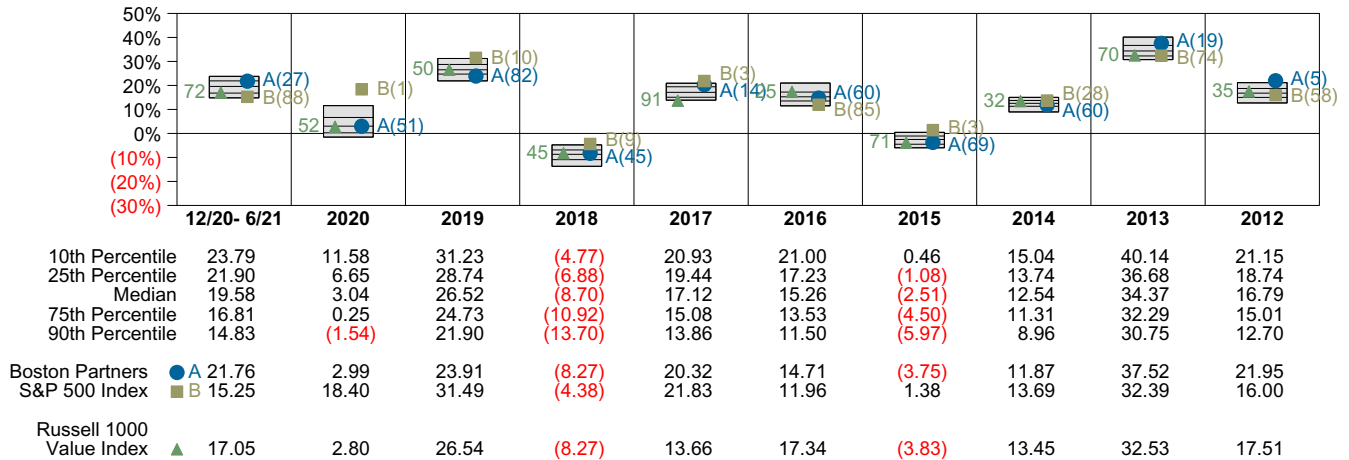 50%
40%
30%
20%
10%
0%
(10%)
(20%)
(30%)
72 A(27) B(88)
52 B(1) A(51)
50 B(10) A(82)
45 B(9) A(45)
91 B(3) A(14)
25 A(60) B(85)
71 B(3) A(69)
32 B(28) A(60)
70 A(19) B(74)
35 A(5) B(58)
12/20- 6/21 2020 2019 2018 2017 2016 2015 2014 2013 2012
10th Percentile 23.79 11.58 31.23 (4.77) 20.93 21.00 0.46 15.04 40.14 21.15
25th Percentile 21.90 6.65 28.74 (6.88) 19.44 17.23 (1.08) 13.74 36.68 18.74
Median 19.58 3.04 26.52 (8.70) 17.12 15.26 (2.51) 12.54 34.37 16.79
75th Percentile 16.81 0.25 24.73 (10.92) 15.08 13.53 (4.50) 11.31 32.29 15.01
90th Percentile 14.83 (1.54) 21.90 (13.70) 13.86 11.50 (5.97) 8.96 30.75 12.70
Boston Partners A 21.76 2.99 23.91 (8.27) 20.32 14.71 (3.75) 11.87 37.52 21.95
S&P 500 Index B 15.25 18.40 31.49 (4.38) 21.83 11.96 1.38 13.69 32.39 16.00
Russell 1000
Value Index 17.05 2.80 26.54 (8.27) 13.66 17.34 (3.83) 13.45 32.53 17.51